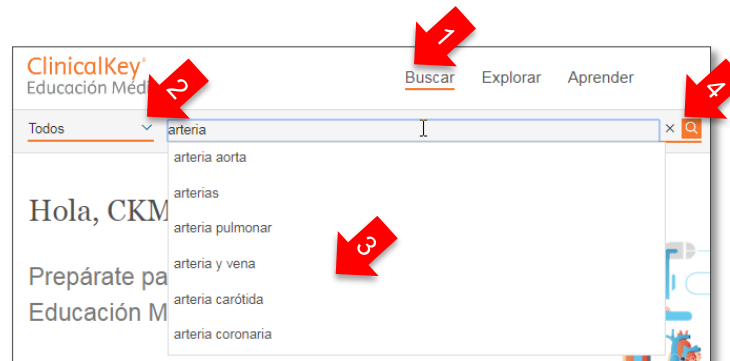 1
ClinicalKey®
Educación Médi
Buscar Explorar Aprender
2
4
Todos
arteria
arteria aorta
arterias
arteria pulmonar
arteria y vena
arteria carótida
arteria coronaria
3
Hola, CKM
Prepárate pa
Educación M